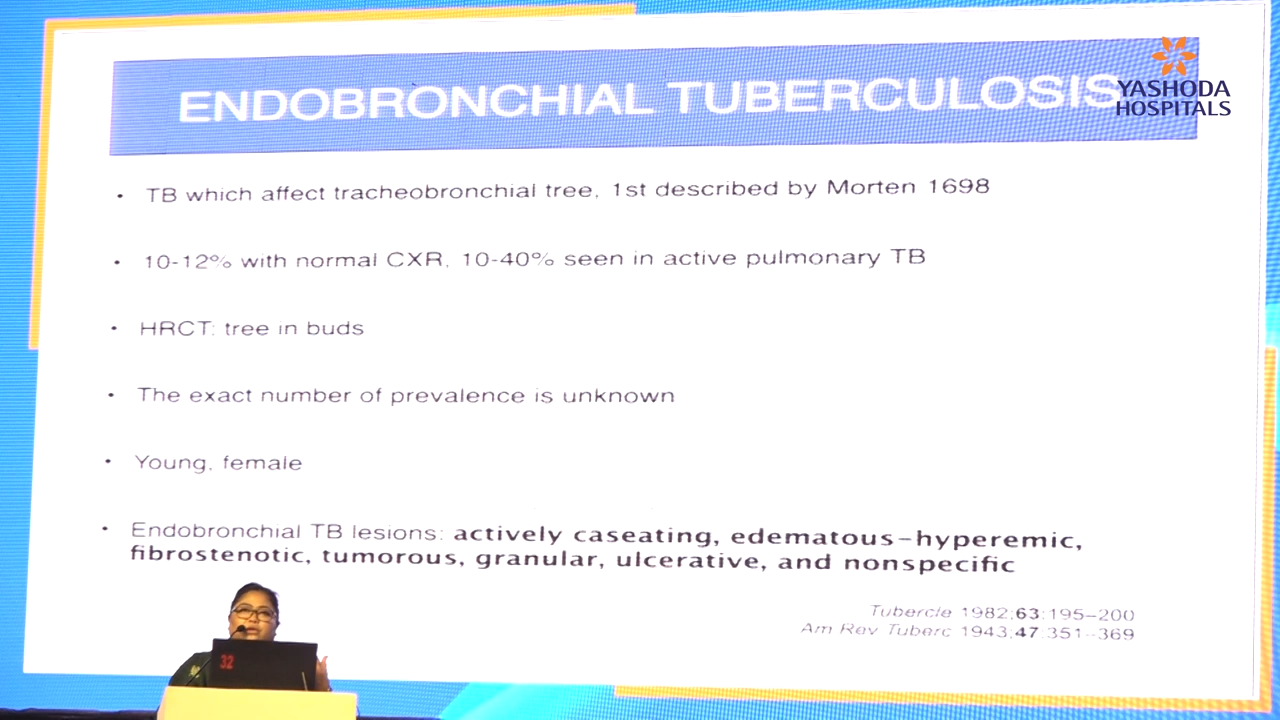 ENDOBRONCHIAL TUBERCULOSIS
YASHODA
HOSPITALS
• TB which affect tracheobronchial tree, 1st described by Morten 1698
• 10-12% with normal CXR, 10-40% seen in active pulmonary TB
• HRCT: tree in buds
• The exact number of prevalence is unknown
• Young, female
• Endobronchial TB lesions: actively caseating, edematous-hyperemic,
fibrostenotic, tumorous, granular, ulcerative, and nonspecific
Tubercle 1982;63:195–200
Am Rev Tuberc 1943;47:351–369
32